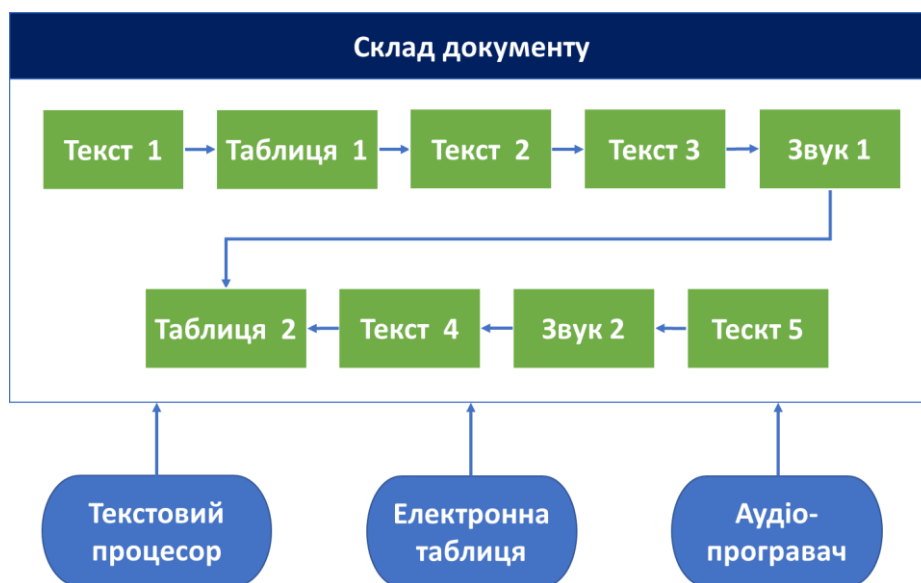 Склад документу
Текст 1
Таблиця 1
Текст 2
Текст 3
Звук 1
Таблиця 2
Текст 4
Звук 2
Тескт 5
Текстовий
процесор
Електронна
таблиця
Аудіо-
програвач